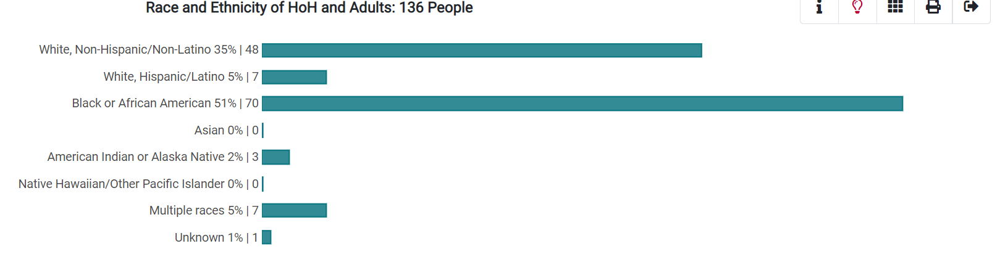 Race and Ethnicity of HoH and Adults: 136 People
White, Non-Hispanic/Non-Latino 35% | 48
White, Hispanic/Latino 5% | 7
Black or African American 51% | 70
Asian 0% | 0
American Indian or Alaska Native 2% | 3
Native Hawaiian/Other Pacific Islander 0% | 0
Multiple races 5% | 7
Unknown 1% | 1